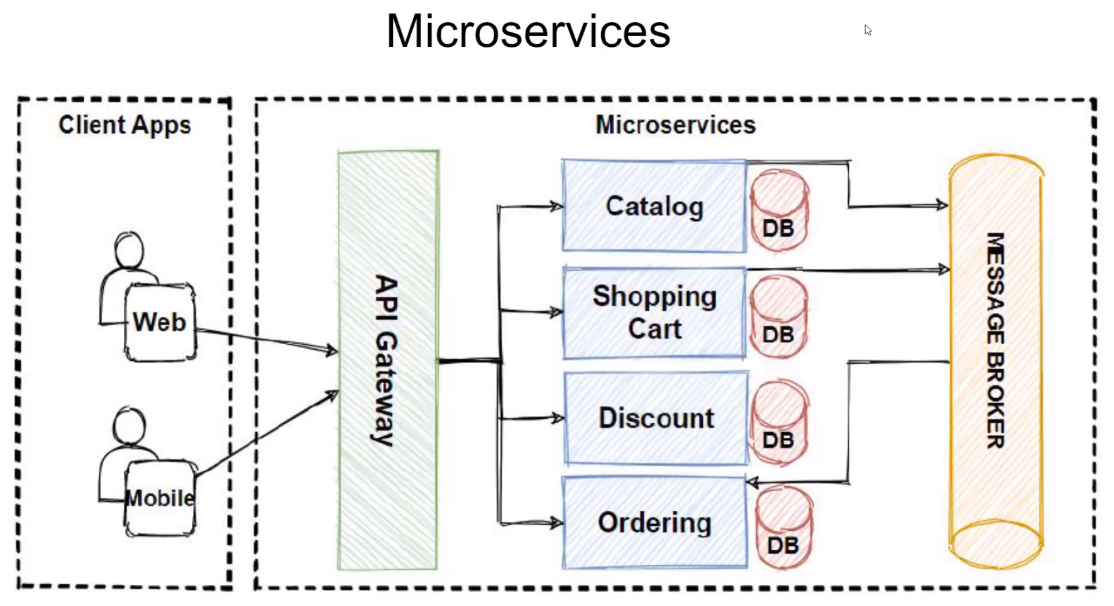 Microservices
Client Apps
Microservices
Web
Mobile
API Gateway
Catalog
DB
Shopping
Cart
DB
Discount
DB
Ordering
DB
MESSAGE BROKER